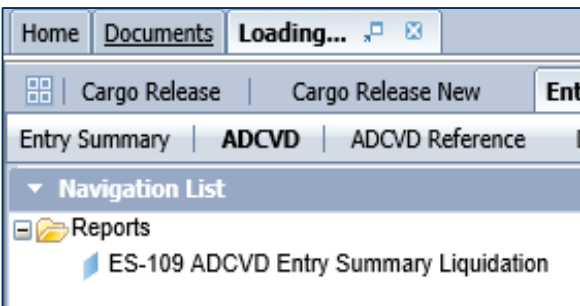 Home Documents Loading...
Cargo Release | Cargo Release New Ent
Entry Summary | ADCVD | ADCVD Reference
Navigation List
Reports
ES-109 ADCVD Entry Summary Liquidation